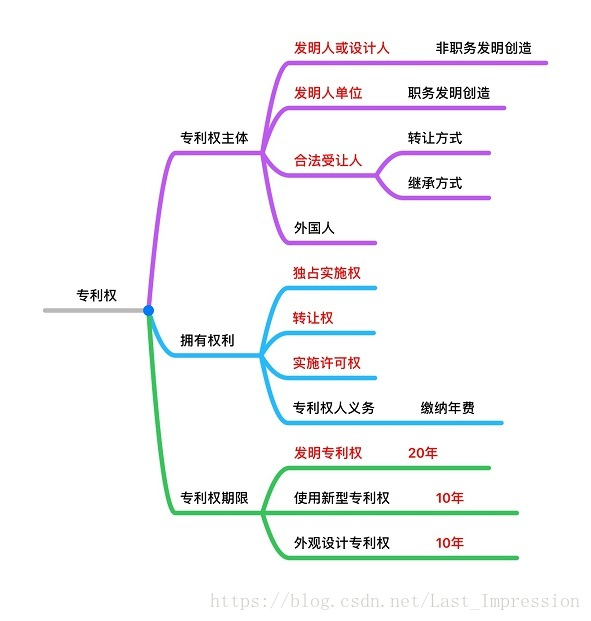 发明人或设计人 非职务发明创造
发明人单位 职务发明创造
专利权主体
转让方式
合法受让人
继承方式
外国人
独占实施权
专利权
转让权
拥有权利
实施许可权
专利权人义务 缴纳年费
发明专利权 20年
专利权期限
使用新型专利权 10年
外观设计专利权 10年
https://blog.csdn.net/Last_Impression